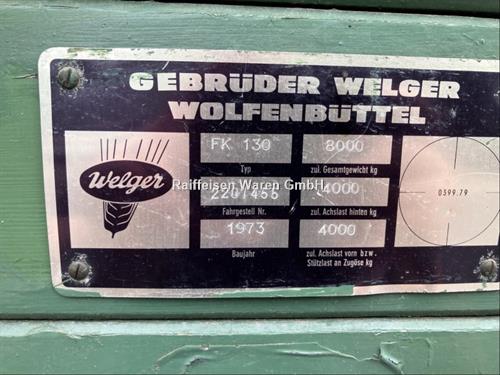 GEBRÜDER WELGER
WOLFENBÜTTEL
Welger
FK 130
Typ
8000
zul. Gesamtgewicht kg
Raiffeisen Waren GmbH
Fahrgestell Nr.
4000
zul. Achslast hinten kg
1973
Baujahr
4000
zul. Achslast vorn bzw.
Stützlast an Zugöse kg
0399.79